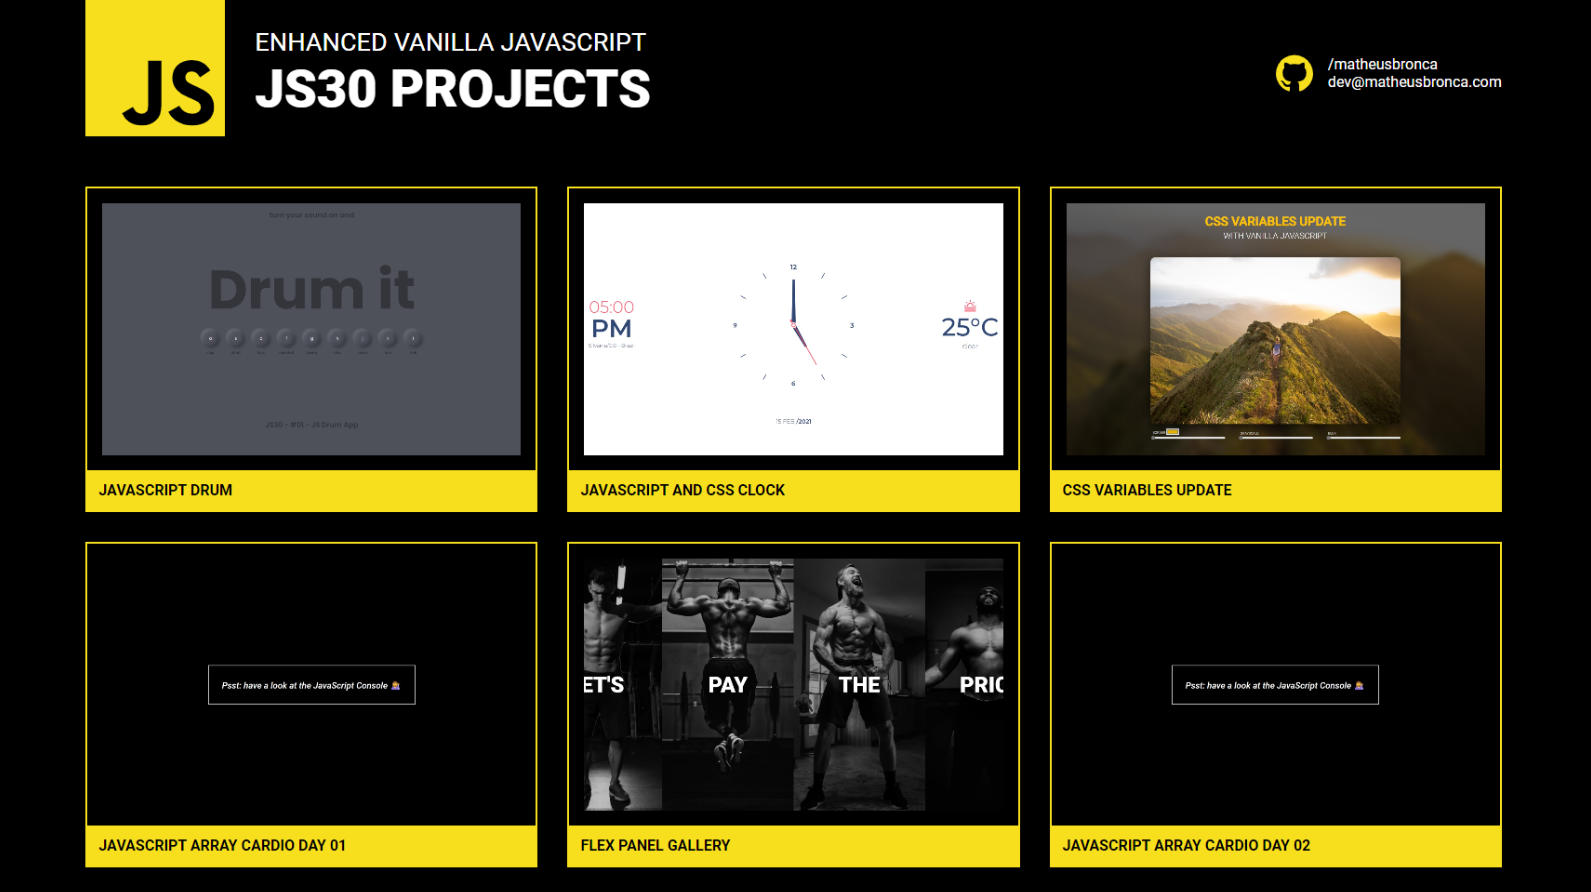 JS
ENHANCED VANILLA JAVASCRIPT
JS30 PROJECTS
/matheusbronca
dev@matheusbronca.com
turn your sound on and
Drum it
JS30 - #01 - JS Drum App
JAVASCRIPT DRUM
12
9
3
6
05:00
PM
25°C
clear
15 FEB /2021
JAVASCRIPT AND CSS CLOCK
CSS VARIABLES UPDATE
WITH VANILLA JAVASCRIPT
CSS VARIABLES UPDATE
Psst: have a look at the JavaScript Console 💁
JAVASCRIPT ARRAY CARDIO DAY 01
ET'S PAY THE PRIC
FLEX PANEL GALLERY
Psst: have a look at the JavaScript Console 💁
JAVASCRIPT ARRAY CARDIO DAY 02